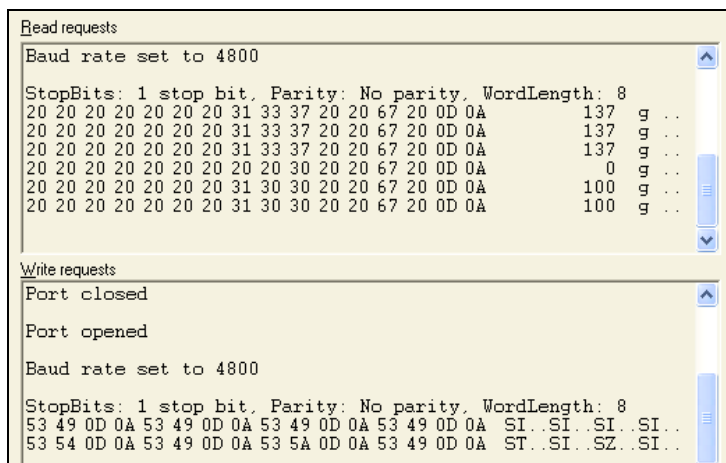 Read requests
Baud rate set to 4800
StopBits: 1 stop bit, Parity: No parity, WordLength: 8
20 20 20 20 20 20 20 31 33 37 20 20 67 20 0D 0A 137 g ..
20 20 20 20 20 20 20 31 33 37 20 20 67 20 0D 0A 137 g ..
20 20 20 20 20 20 20 31 33 37 20 20 67 20 0D 0A 137 g ..
20 20 20 20 20 20 20 20 20 30 20 20 67 20 0D 0A 0 g ..
20 20 20 20 20 20 20 31 30 30 20 20 67 20 0D 0A 100 g ..
20 20 20 20 20 20 20 31 30 30 20 20 67 20 0D 0A 100 g ..
Write requests
Port closed
Port opened
Baud rate set to 4800
StopBits: 1 stop bit, Parity: No parity, WordLength: 8
53 49 0D 0A 53 49 0D 0A 53 49 0D 0A 53 49 0D 0A SI..SI..SI..SI..
53 54 0D 0A 53 49 0D 0A 53 5A 0D 0A 53 49 0D 0A ST..SI..SZ..SI..